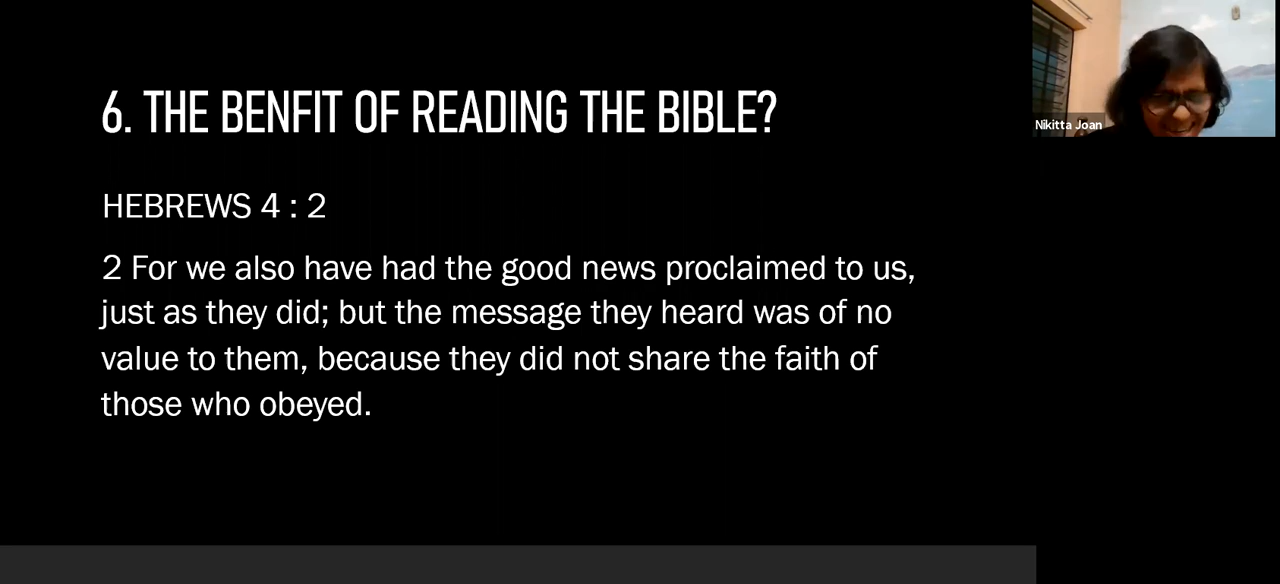 6. THE BENFIT OF READING THE BIBLE?
Nikitta Joan
HEBREWS 4 : 2
2 For we also have had the good news proclaimed to us,
just as they did; but the message they heard was of no
value to them, because they did not share the faith of
those who obeyed.